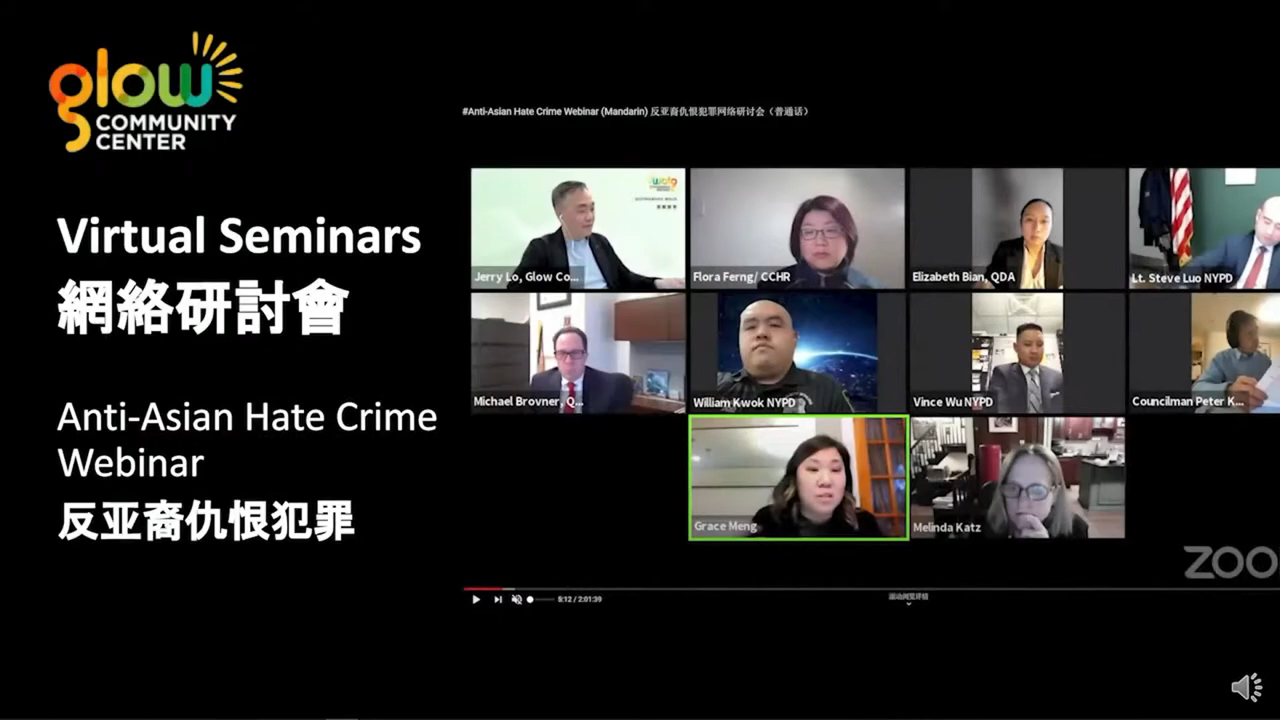 glow
COMMUNITY
CENTER
Virtual Seminars
網絡研討會
Anti-Asian Hate Crime
Webinar
反亚裔仇恨犯罪
#Anti-Asian Hate Crime Webinar (Mandarin) 反亚裔仇恨犯罪网络研讨会（普通话）
Jerry Lo, Glow Co...
Flora Ferng/ CCHR
Elizabeth Bian, QDA
Lt. Steve Luo NYPD
Michael Brovner, Q...
William Kwok NYPD
Vince Wu NYPD
Councilman Peter K...
Grace Meng
Melinda Katz
ZOO
5:12 / 2:01:39